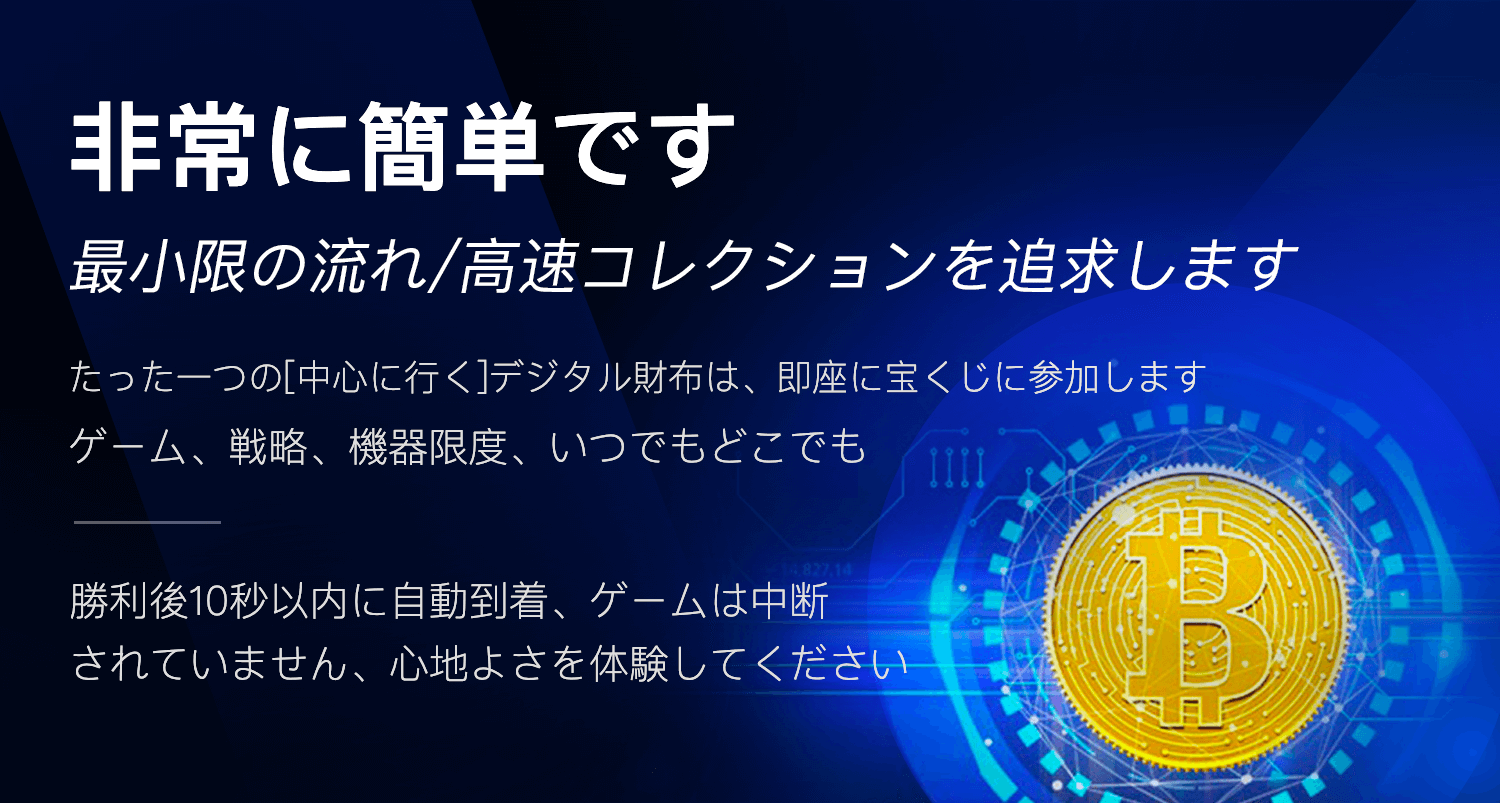 非常に簡単です
最小限の流れ/高速コレクションを追求します
たった一つの[中心に行く]デジタル財布は、即座に宝くじに参加します
ゲーム、戦略、機器限度、いつでもどこでも
勝利後10秒以内に自動到着、ゲームは中断
されていません、心地よさを体験してください